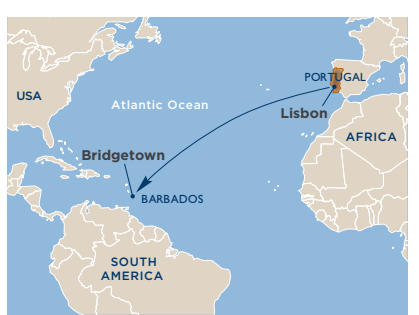 PORTUGAL
USA
Atlantic Ocean
Lisbon
AFRICA
Bridgetown
BARBADOS
SOUTH
AMERICA